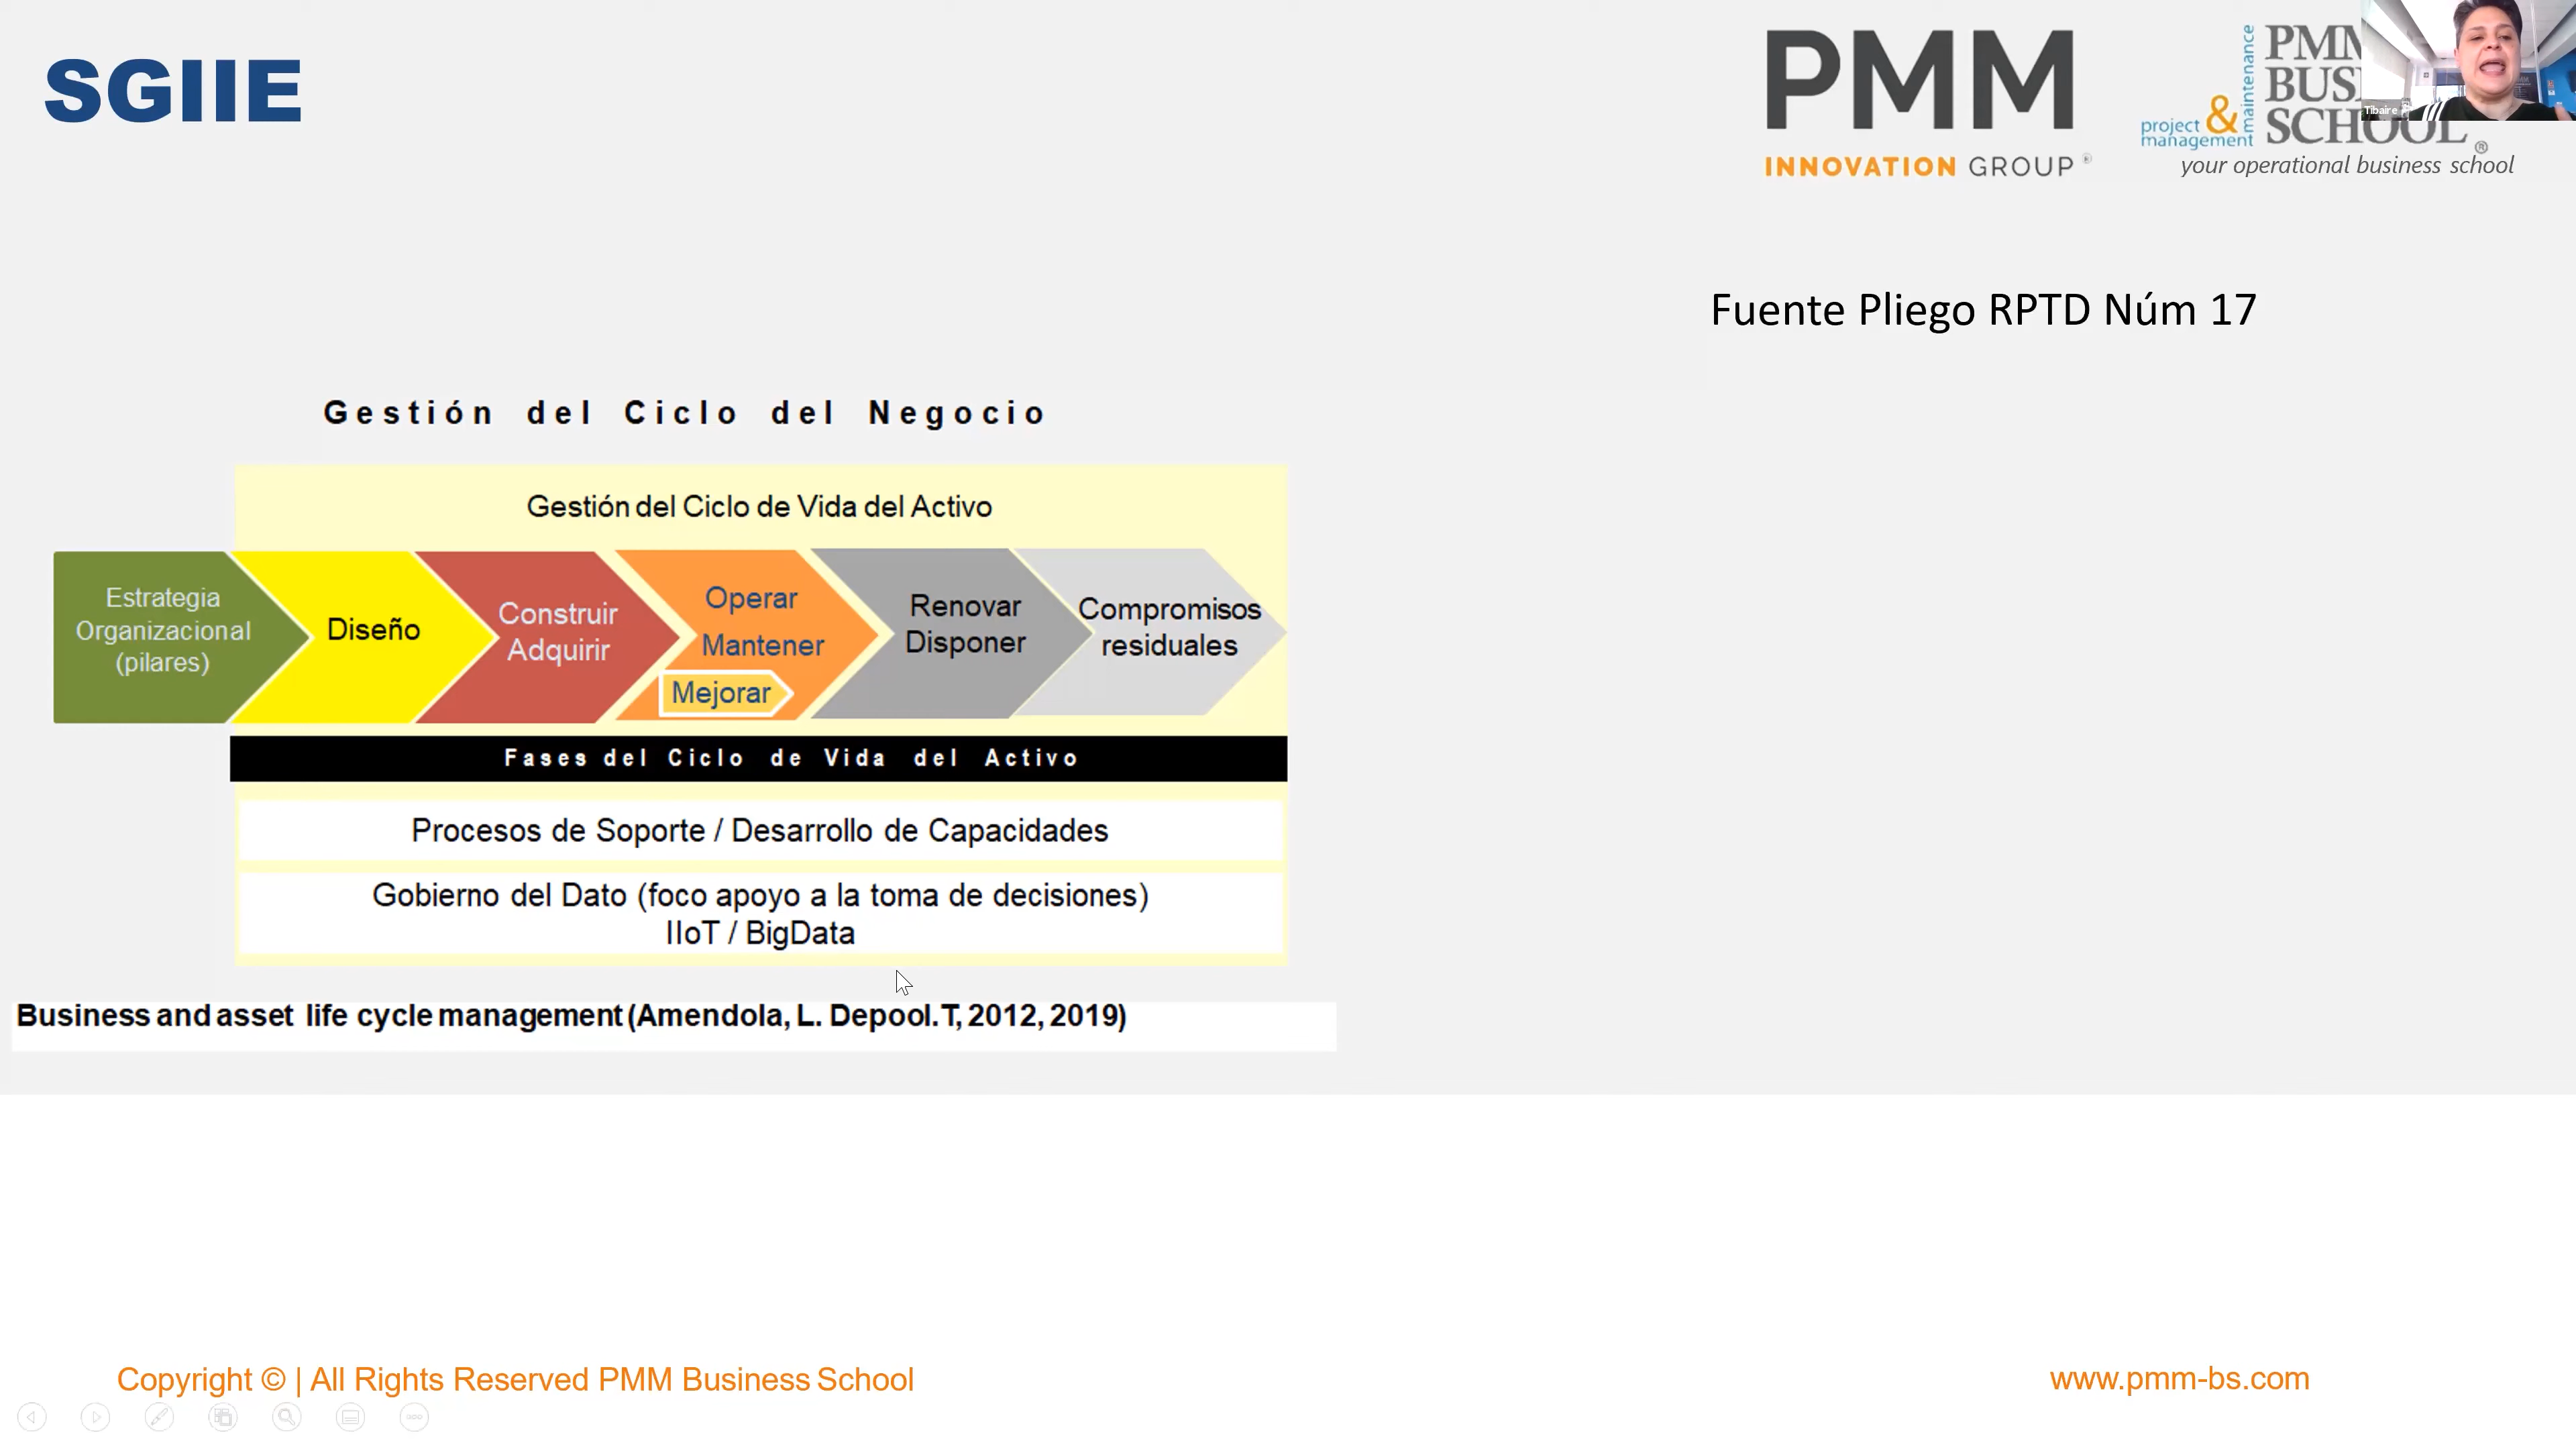 SGIIE
PMM
INNOVATION GROUP ®
project & management
maintenance
BUS
SCHOOL ®
your operational business school
Tibaire
Fuente Pliego RPTD Núm 17
Gestión del Ciclo del Negocio
Gestión del Ciclo de Vida del Activo
Estrategia
Organizacional
(pilares)
Diseño
Construir
Adquirir
Operar
Mantener
Mejorar
Renovar
Disponer
Compromisos
residuales
Fases del Ciclo de Vida del Activo
Procesos de Soporte / Desarrollo de Capacidades
Gobierno del Dato (foco apoyo a la toma de decisiones)
IIoT / BigData
Business and asset life cycle management (Amendola, L. Depool.T, 2012, 2019)
Copyright © | All Rights Reserved PMM Business School
www.pmm-bs.com